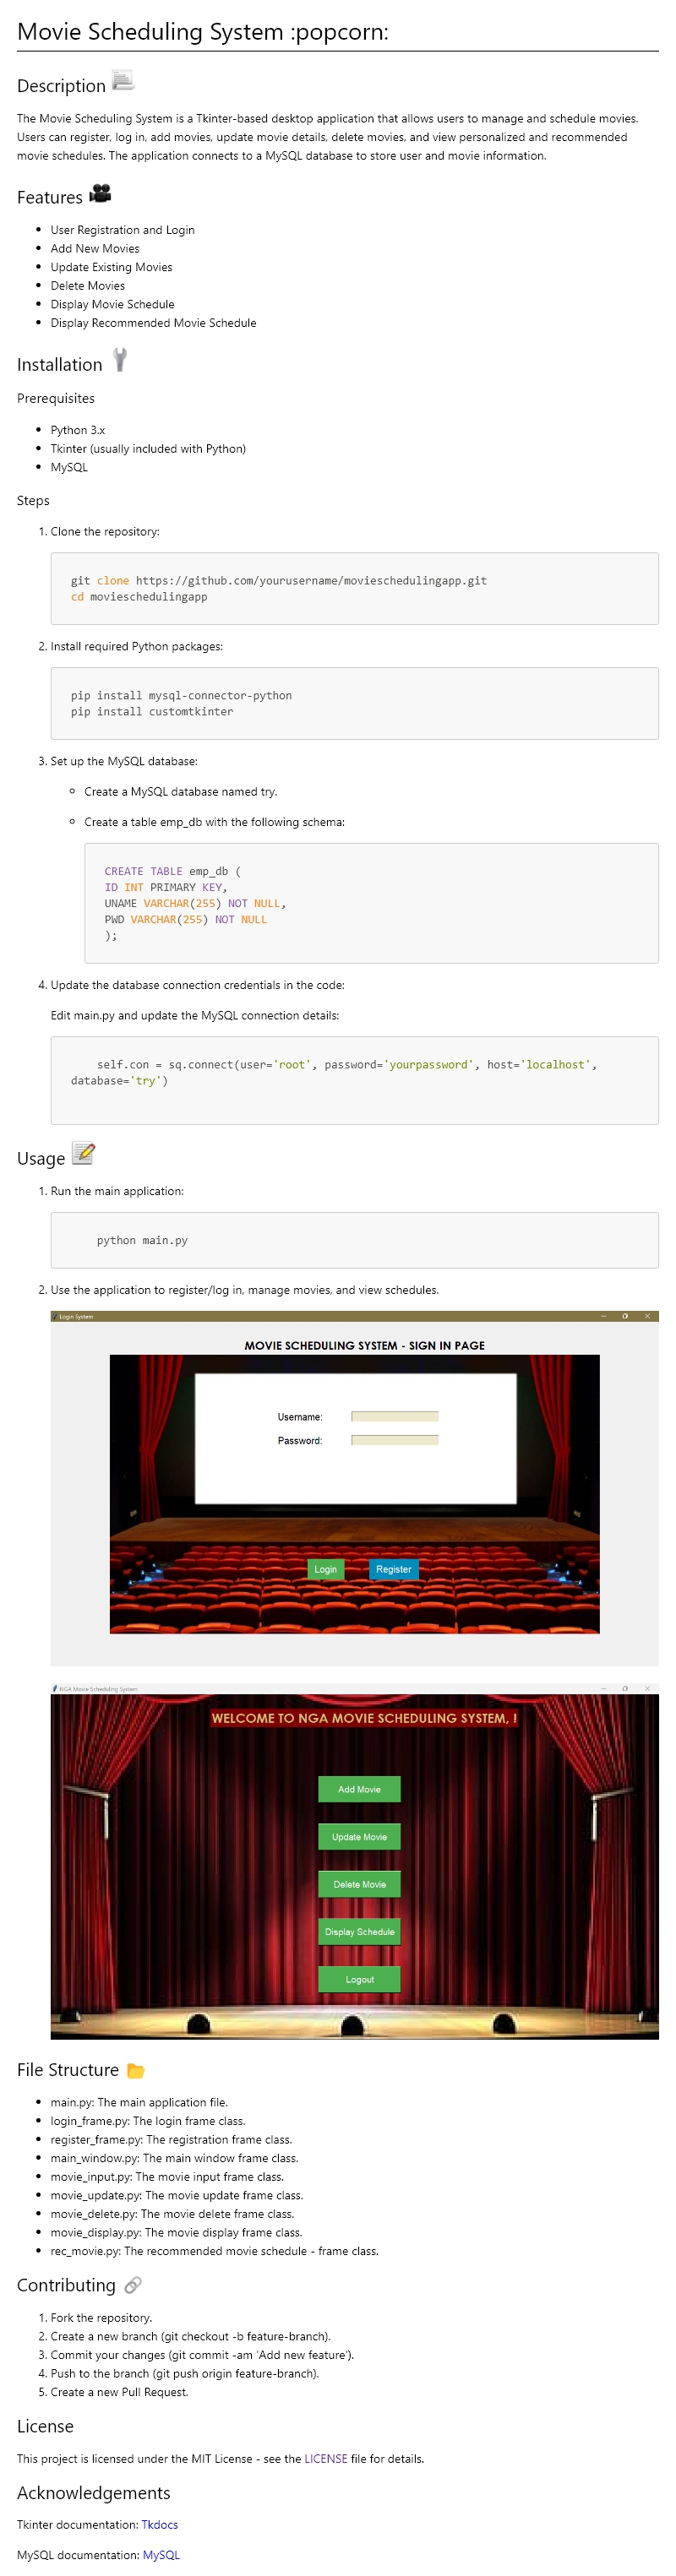 Movie Scheduling System :popcorn:
Description
The Movie Scheduling System is a Tkinter-based desktop application that allows users to manage and schedule movies.
Users can register, log in, add movies, update movie details, delete movies, and view personalized and recommended
movie schedules. The application connects to a MySQL database to store user and movie information.
Features
• User Registration and Login
• Add New Movies
• Update Existing Movies
• Delete Movies
• Display Movie Schedule
• Display Recommended Movie Schedule
Installation
Prerequisites
• Python 3.x
• Tkinter (usually included with Python)
• MySQL
Steps
1. Clone the repository:
git clone https://github.com/yourusername/movieschedulingapp.git
cd movieschedulingapp
2. Install required Python packages:
pip install mysql-connector-python
pip install customtkinter
3. Set up the MySQL database:
◦ Create a MySQL database named try.
◦ Create a table emp_db with the following schema:
CREATE TABLE emp_db (
ID INT PRIMARY KEY,
UNAME VARCHAR(255) NOT NULL,
PWD VARCHAR(255) NOT NULL
);
4. Update the database connection credentials in the code:
Edit main.py and update the MySQL connection details:
self.con = sq.connect(user='root', password='yourpassword', host='localhost',
database='try')
Usage
1. Run the main application:
python main.py
2. Use the application to register/log in, manage movies, and view schedules.
Login System
MOVIE SCHEDULING SYSTEM - SIGN IN PAGE
Username:
Password:
Login Register
NGA Movie Scheduling System
WELCOME TO NGA MOVIE SCHEDULING SYSTEM, !
Add Movie
Update Movie
Delete Movie
Display Schedule
Logout
File Structure
• main.py: The main application file.
• login_frame.py: The login frame class.
• register_frame.py: The registration frame class.
• main_window.py: The main window frame class.
• movie_input.py: The movie input frame class.
• movie_update.py: The movie update frame class.
• movie_delete.py: The movie delete frame class.
• movie_display.py: The movie display frame class.
• rec_movie.py: The recommended movie schedule - frame class.
Contributing
1. Fork the repository.
2. Create a new branch (git checkout -b feature-branch).
3. Commit your changes (git commit -am 'Add new feature').
4. Push to the branch (git push origin feature-branch).
5. Create a new Pull Request.
License
This project is licensed under the MIT License - see the LICENSE file for details.
Acknowledgements
Tkinter documentation: Tkdocs
MySQL documentation: MySQL